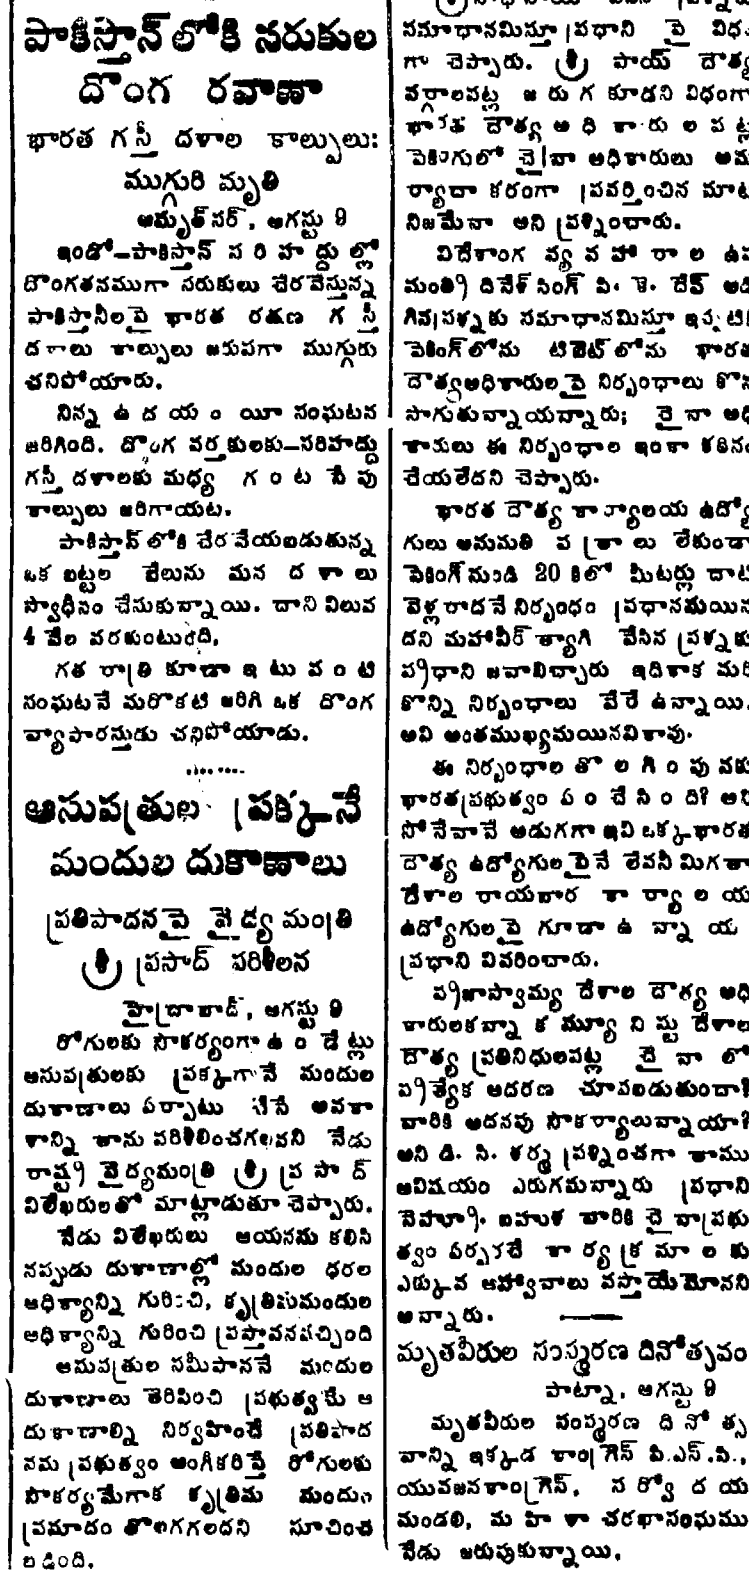 పాకిస్తాన్ లోకి సరుకుల
దొంగ రవాణా
భారత గస్తీ దళాల కాల్పులు:
ముగ్గురి మృతి
అమృత్‌సర్, ఆగస్టు 9
ఇండో—పాకిస్తాన్ సరిహద్దుల్లో
దొంగతనముగా సరుకులు చేరవేస్తున్న
పాకిస్తానీలపై భారత రక్షణ గస్తీ
దళాలు కాల్పులు జరుపగా ముగ్గురు
చనిపోయారు.
నిన్న ఉదయం యీ సంఘటన
జరిగింది. దొంగ వర్తకులకు—సరిహద్దు
గస్తీ దళాలకు మధ్య గంట సేపు
కాల్పులు జరిగాయట.
పాకిస్తాన్ లోకి చేరవేయబడుతున్న
ఒక బట్టల బేలును మన దళాలు
స్వాధీనం చేసుకున్నాయి. దాని విలువ
4 వేల వరకుంటుంది.
గత రాత్రి కూడా ఇటువంటి
సంఘటనే మరొకటి జరిగి ఒక దొంగ
వ్యాపారస్తుడు చనిపోయాడు.
ఆసుపత్రుల ప్రక్కనే
మందుల దుకాణాలు
ప్రతిపాదనపై వైద్య మంత్రి
శ్రీ ప్రసాద్ పరిశీలన
హైద్రాబాద్, ఆగస్టు 9
రోగులకు సౌకర్యంగా ఉండేట్లు
ఆసుపత్రులకు ప్రక్కగానే మందుల
దుకాణాలు ఏర్పాటు చేసే అవకా
శాన్ని తాను పరిశీలించగలనని నేడు
రాష్ట్ర వైద్యమంత్రి శ్రీ ప్రసాద్
విలేఖరులతో మాట్లాడుతూ చెప్పారు.
నేడు విలేఖరులు ఆయనను కలిసి
నప్పుడు దుకాణాల్లో మందుల ధరల
ఆధిక్యాన్ని గురించి, కృత్రిమమందుల
ఆధిక్యాన్ని గురించి ప్రస్తావనవచ్చింది
ఆసుపత్రుల సమీపాననే మందుల
దుకాణాలు తెరిపించి ప్రభుత్వమే ఆ
దుకాణాల్ని నిర్వహించే ప్రతిపాద
నను ప్రభుత్వం అంగీకరిస్తే రోగులకు
సౌకర్యమేగాక కృత్రిమ మందుల
ప్రమాదం తొలగగలదని సూచించ
బడింది.
సమాధానమిస్తూ ప్రధాని పై విధ
గా చెప్పారు. శ్రీ పాయ్ దౌత్య
వర్గాలపట్ల జరుగకూడని విధంగా
భారత దౌత్య అధికారుల పట్ల
పెకింగులో చైనా అధికారులు అమ
ర్యాదా కరంగా ప్రవర్తించిన మాట
నిజమేనా అని ప్రశ్నించారు.
విదేశాంగ వ్యవహారాల ఉప
మంత్రి దినేశ్ సింగ్ పి. కె. దేవ్ అడి
గినప్రశ్నకు సమాధానమిస్తూ ఇప్పటికీ
పెకింగ్ లోను టిబెట్ లోను భారత
దౌత్యఅధికారులపై నిర్బంధాలు కొన
సాగుతున్నాయన్నారు; చైనా అధి
కారులు ఈ నిర్బంధాల ఇంకా కఠినం
చేయలేదని చెప్పారు.
భారత దౌత్య కార్యాలయ ఉద్యో
గులు అనుమతి పత్రాలు లేకుండా
పెకింగ్ నుండి 20 కిలో మీటర్లు దాటి
వెళ్లరాదనే నిర్బంధం ప్రధానమయిన
దని మహావీర్ త్యాగి వేసిన ప్రశ్నకు
ప్రధాని జవాబిచ్చారు ఇదిగాక మరి
కొన్ని నిర్బంధాలు వేరే ఉన్నాయి.
అవి అంతముఖ్యమయినవికావు.
ఈ నిర్బంధాల తొలగింపునకు
భారతప్రభుత్వం ఏం చేసింది? అని
సోనేవానే అడుగగా ఇవి ఒక్కభారత
దౌత్య ఉద్యోగులపైనే లేవనీ మిగతా
దేశాల రాయబార కార్యాలయ
ఉద్యోగులపై గూడా ఉన్నాయ
ప్రధాని వివరించారు.
ప్రజాస్వామ్య దేశాల దౌత్య అధి
కారులకన్నా కమ్యూనిస్టు దేశాల
దౌత్య ప్రతినిధులపట్ల చైనాలో
ప్రత్యేక ఆదరణ చూపబడుతుందా?
వారికి అదనపు సౌకర్యాలున్నాయా?
అని డి. సి. శర్మ ప్రశ్నించగా తాము
ఆవిషయం ఎరుగమన్నారు ప్రధాని
నెహ్రూ. బహుశ వారికి చైనాప్రభు
త్వం ఏర్పరచే కార్యక్రమాలకు
ఎక్కువ ఆహ్వానాలు వస్తాయేమోనని
అన్నారు.
మృతవీరుల సంస్మరణ దినోత్సవం
పాట్నా, ఆగస్టు 9
మృతవీరుల సంస్మరణ దినోత్స
వాన్ని ఇక్కడ కాంగ్రెస్ పి.ఎస్.పి.,
యువజనకాంగ్రెస్, సర్వోదయ
మండలి, మహిళా చరఖాసంఘము
నేడు జరుపుకున్నాయి.